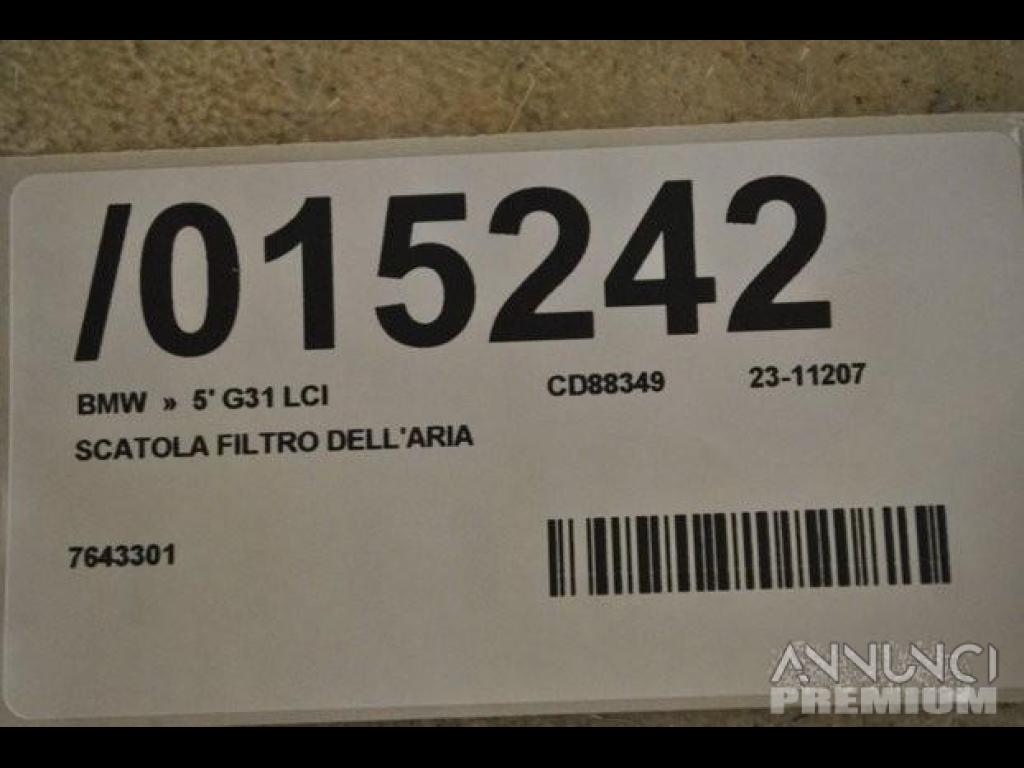 /015242
BMW » 5' G31 LCI CD88349 23-11207
SCATOLA FILTRO DELL'ARIA
7643301
ANNUNCI
PREMIUM